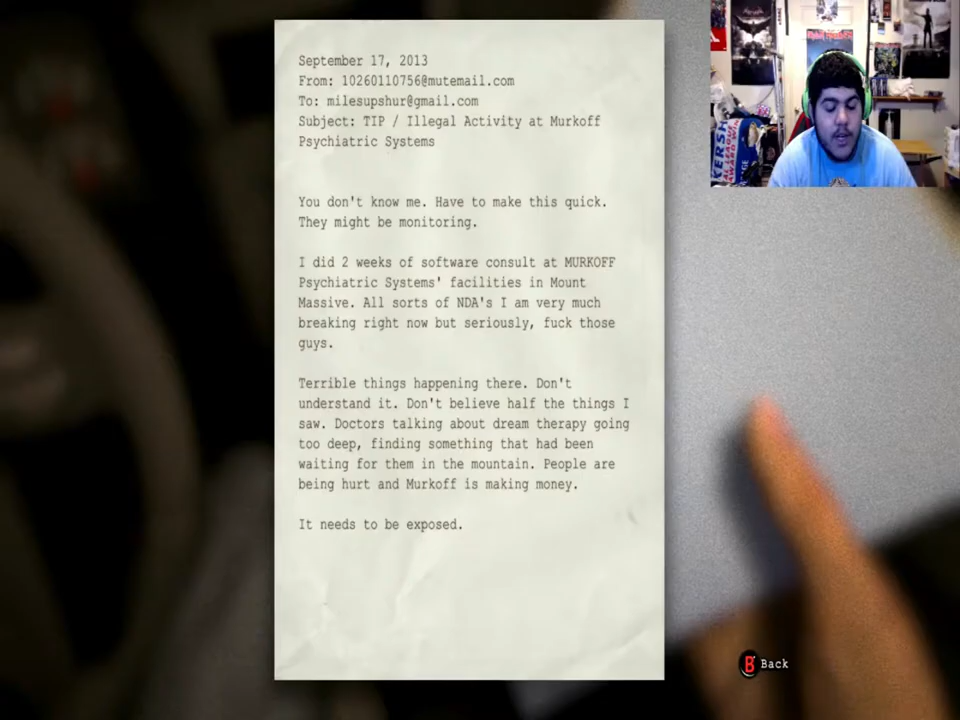 September 17, 2013
From: 10260110756@mutemail.com
To: milesupshur@gmail.com
Subject: TIP / Illegal Activity at Murkoff
Psychiatric Systems
You don't know me. Have to make this quick.
They might be monitoring.
I did 2 weeks of software consult at MURKOFF
Psychiatric Systems' facilities in Mount
Massive. All sorts of NDA's I am very much
breaking right now but seriously, fuck those
guys.
Terrible things happening there. Don't
understand it. Don't believe half the things I
saw. Doctors talking about dream therapy going
too deep, finding something that had been
waiting for them in the mountain. People are
being hurt and Murkoff is making money.
It needs to be exposed.
B Back